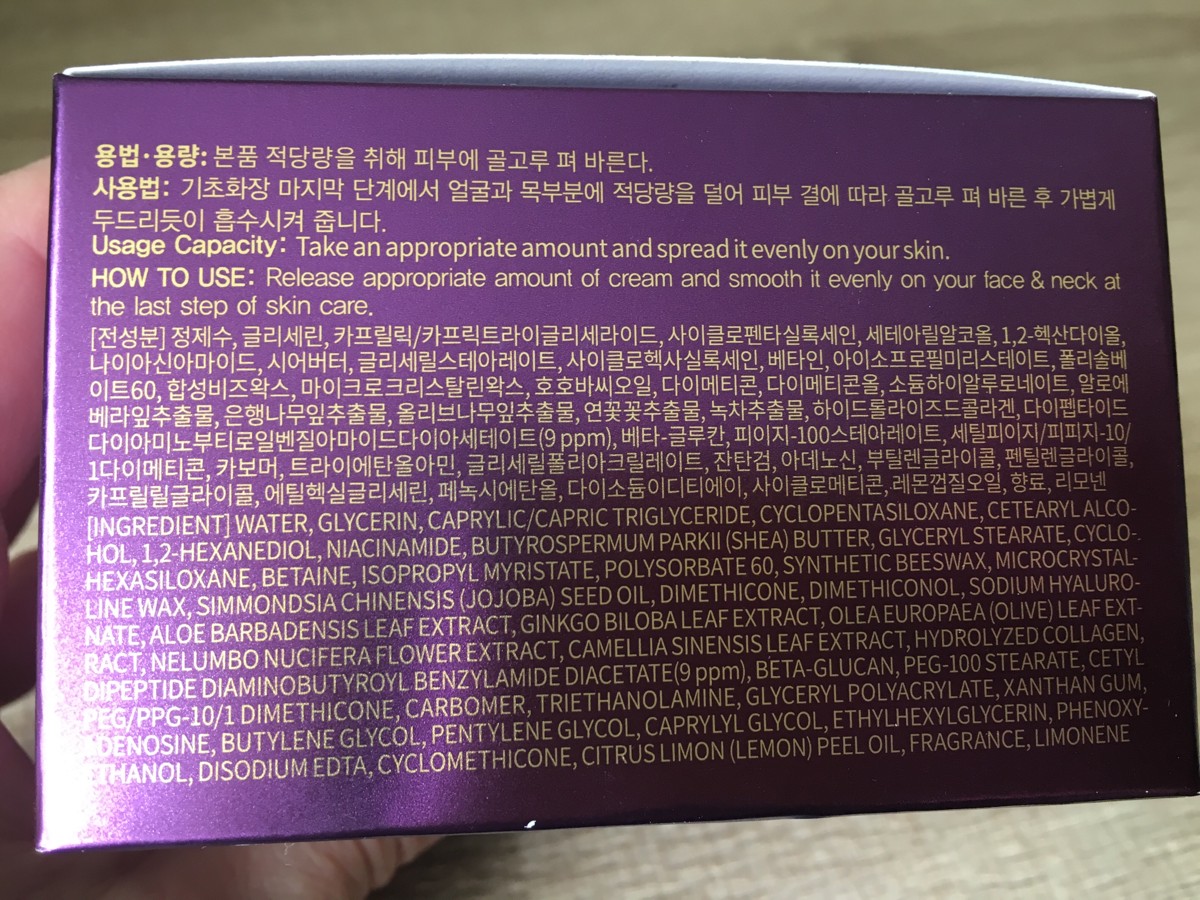 용법·용량: 본품 적당량을 취해 피부에 골고루 펴 바른다.
사용법: 기초화장 마지막 단계에서 얼굴과 목부분에 적당량을 덜어 피부 결에 따라 골고루 펴 바른 후 가볍게
두드리듯이 흡수시켜 줍니다.
Usage Capacity: Take an appropriate amount and spread it evenly on your skin.
HOW TO USE: Release appropriate amount of cream and smooth it evenly on your face & neck at
the last step of skin care.
[전성분] 정제수, 글리세린, 카프릴릭/카프릭트라이글리세라이드, 사이클로펜타실록세인, 세테아릴알코올, 1,2-헥산다이올,
나이아신아마이드, 시어버터, 글리세릴스테아레이트, 사이클로헥사실록세인, 베타인, 아이소프로필미리스테이트, 폴리솔베
이트60, 합성비즈왁스, 마이크로크리스탈린왁스, 호호바씨오일, 다이메티콘, 다이메티콘올, 소듐하이알루로네이트, 알로에
베라잎추출물, 은행나무잎추출물, 올리브나무잎추출물, 연꽃꽃추출물, 녹차추출물, 하이드롤라이즈드콜라겐, 다이펩타이드
다이아미노부티로일벤질아마이드다이아세테이트(9 ppm), 베타-글루칸, 피이지-100스테아레이트, 세틸피이지/피피지-10/
1다이메티콘, 카보머, 트라이에탄올아민, 글리세릴폴리아크릴레이트, 잔탄검, 아데노신, 부틸렌글라이콜, 펜틸렌글라이콜,
카프릴릴글라이콜, 에틸헥실글리세린, 페녹시에탄올, 다이소듐이디티에이, 사이클로메티콘, 레몬껍질오일, 향료, 리모넨
[INGREDIENT] WATER, GLYCERIN, CAPRYLIC/CAPRIC TRIGLYCERIDE, CYCLOPENTASILOXANE, CETEARYL ALCO-
HOL, 1,2-HEXANEDIOL, NIACINAMIDE, BUTYROSPERMUM PARKII (SHEA) BUTTER, GLYCERYL STEARATE, CYCLO-
HEXASILOXANE, BETAINE, ISOPROPYL MYRISTATE, POLYSORBATE 60, SYNTHETIC BEESWAX, MICROCRYSTAL-
LINE WAX, SIMMONDSIA CHINENSIS (JOJOBA) SEED OIL, DIMETHICONE, DIMETHICONOL, SODIUM HYALURO-
NATE, ALOE BARBADENSIS LEAF EXTRACT, GINKGO BILOBA LEAF EXTRACT, OLEA EUROPAEA (OLIVE) LEAF EXT-
RACT, NELUMBO NUCIFERA FLOWER EXTRACT, CAMELLIA SINENSIS LEAF EXTRACT, HYDROLYZED COLLAGEN,
DIPEPTIDE DIAMINOBUTYROYL BENZYLAMIDE DIACETATE(9 ppm), BETA-GLUCAN, PEG-100 STEARATE, CETYL
PEG/PPG-10/1 DIMETHICONE, CARBOMER, TRIETHANOLAMINE, GLYCERYL POLYACRYLATE, XANTHAN GUM,
ADENOSINE, BUTYLENE GLYCOL, PENTYLENE GLYCOL, CAPRYLYL GLYCOL, ETHYLHEXYLGLYCERIN, PHENOXY-
ETHANOL, DISODIUM EDTA, CYCLOMETHICONE, CITRUS LIMON (LEMON) PEEL OIL, FRAGRANCE, LIMONENE